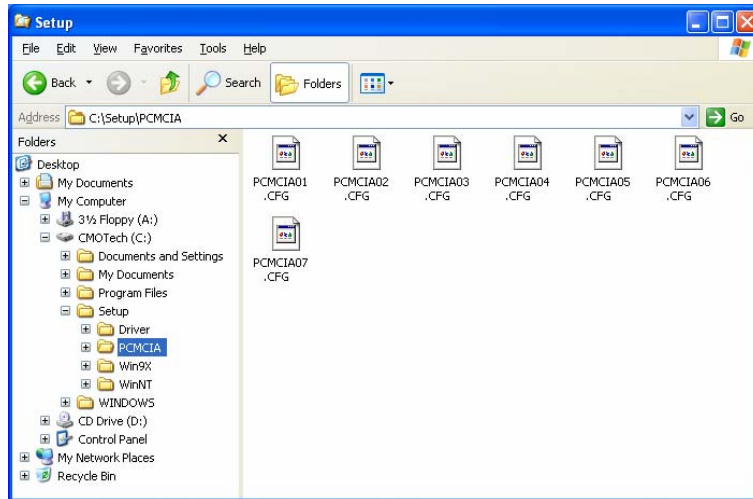 Setup
File Edit View Favorites Tools Help
Back Search Folders
Address C:\Setup\PCMCIA Go
Folders x
Desktop
My Documents
My Computer
3½ Floppy (A:)
CMOTech (C:)
Documents and Settings
My Documents
Program Files
Setup
Driver
PCMCIA
Win9X
WinNT
WINDOWS
CD Drive (D:)
Control Panel
My Network Places
Recycle Bin
PCMCIA01 PCMCIA02 PCMCIA03 PCMCIA04 PCMCIA05 PCMCIA06
.CFG .CFG .CFG .CFG .CFG .CFG
PCMCIA07
.CFG